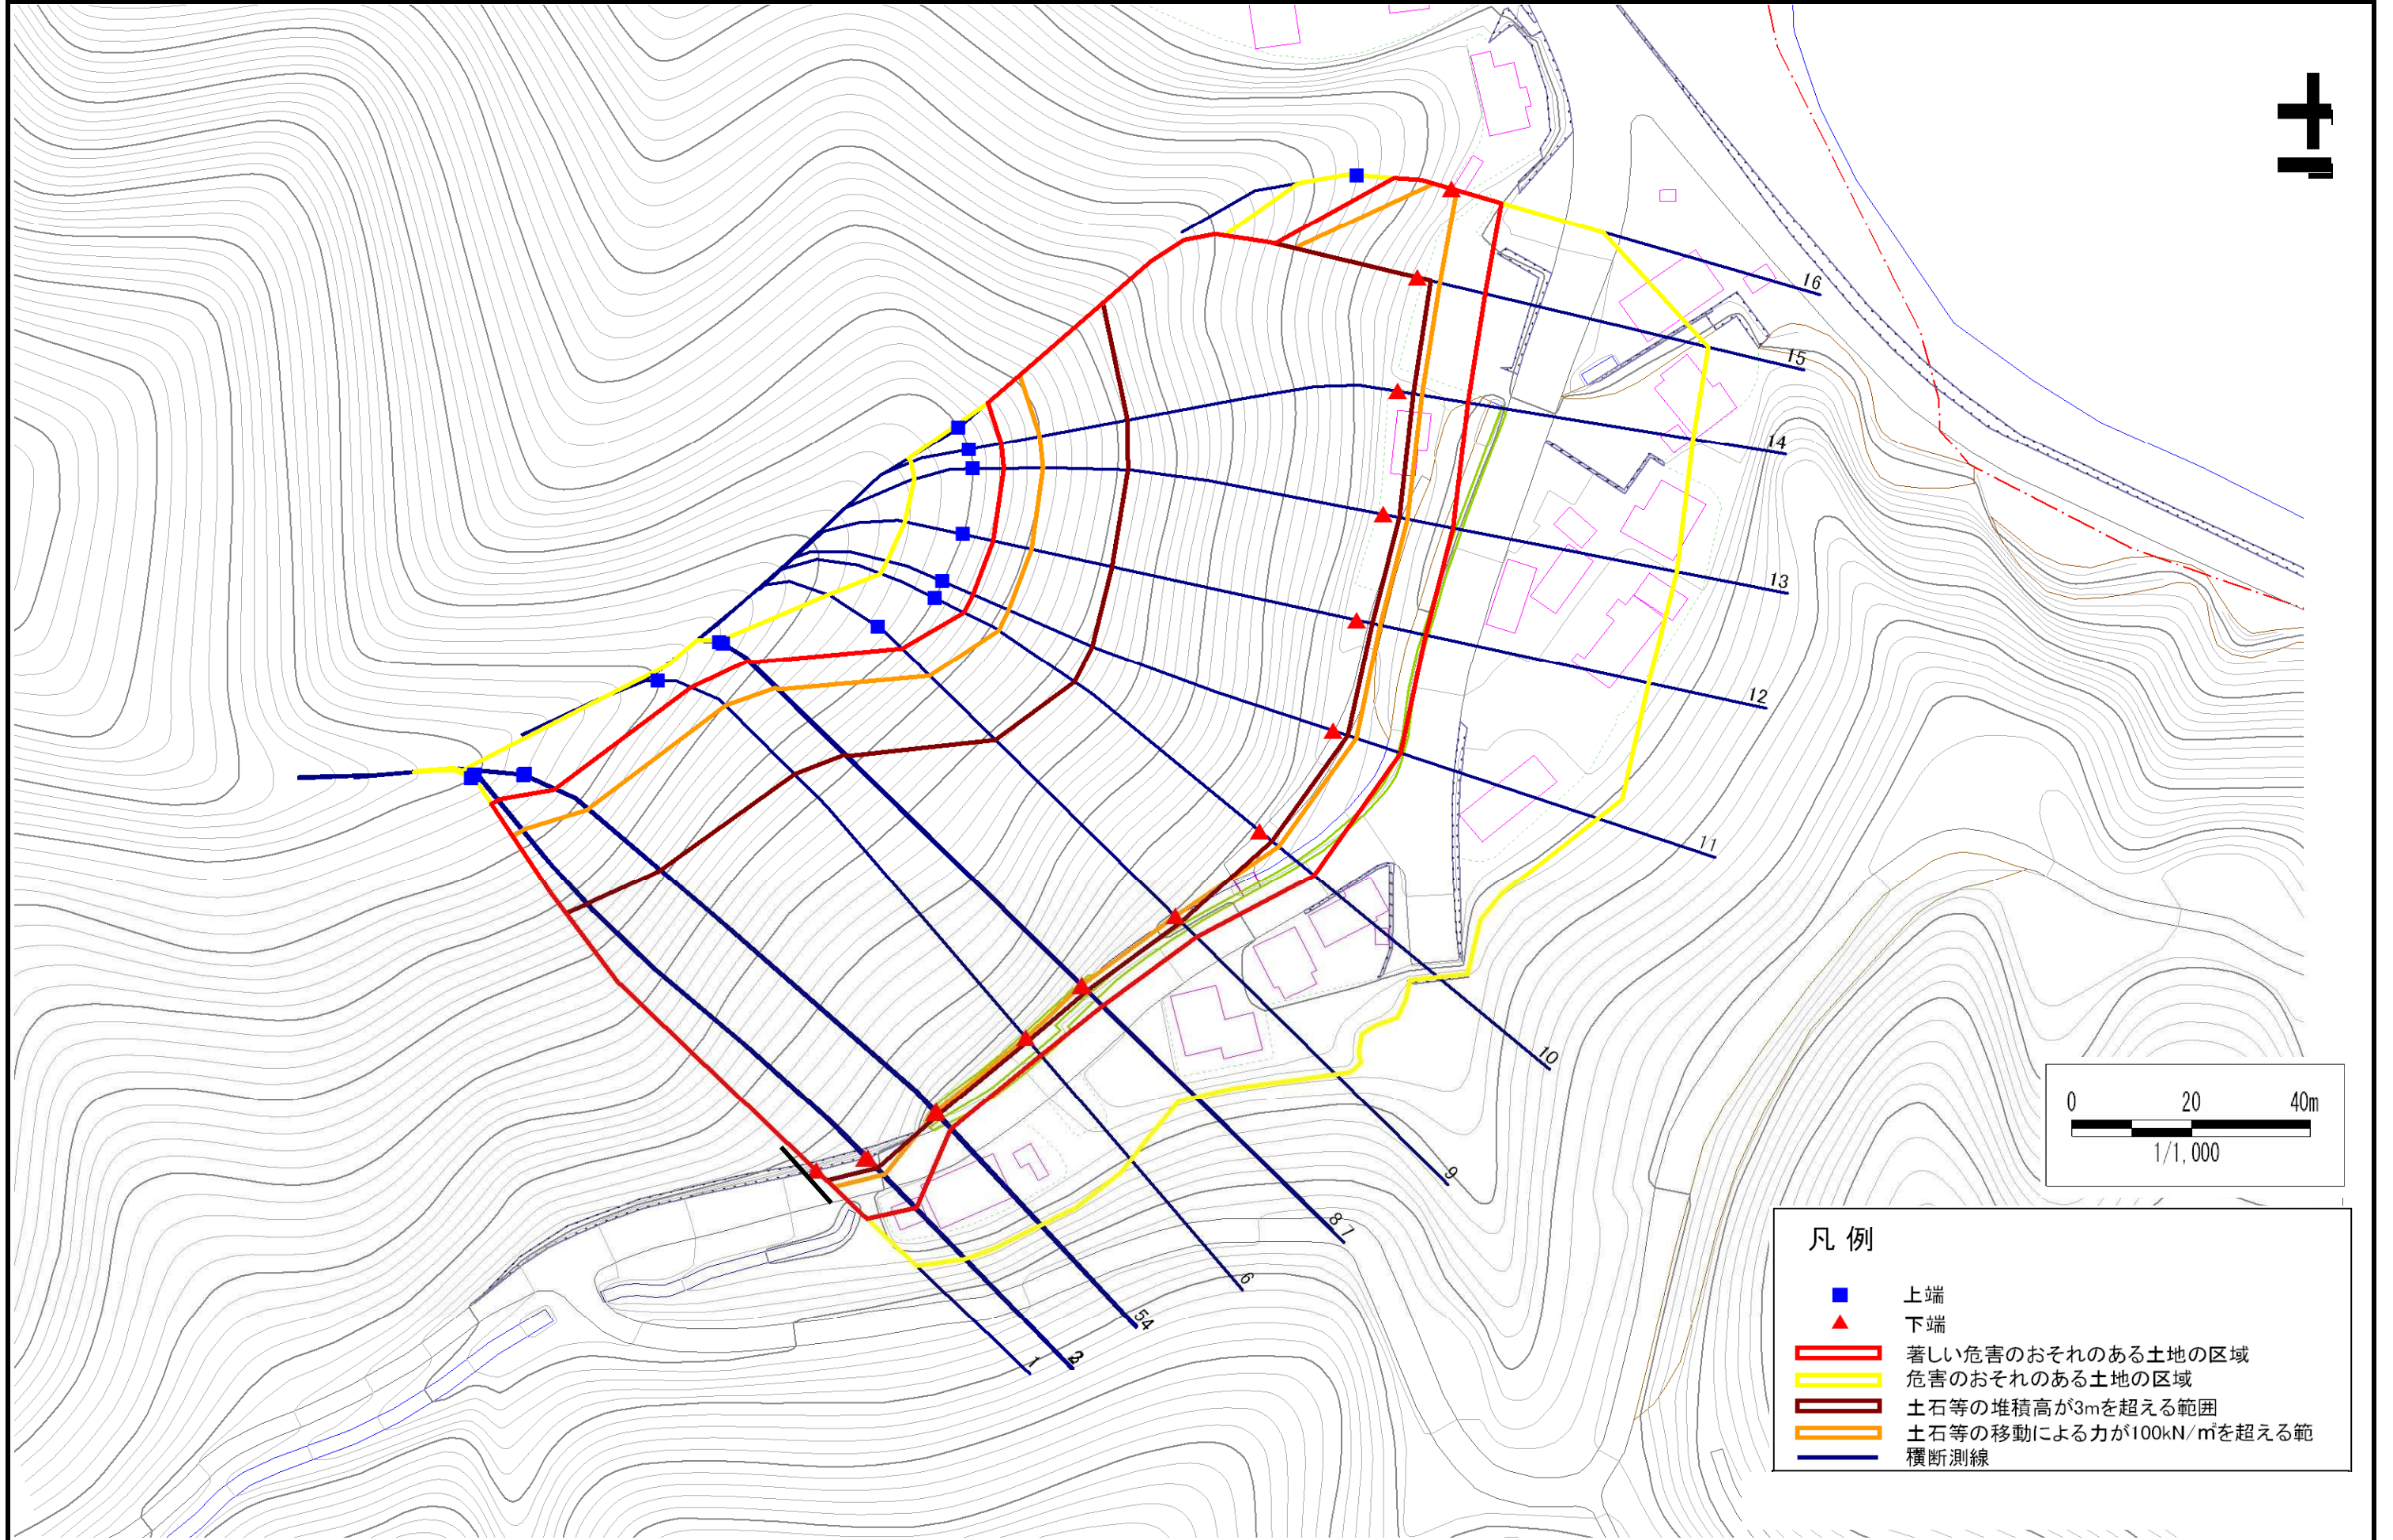 16
15
14
13
12
11
10
9
8 7
6
54
2
1
0 20 40m
1/1,000
凡 例
上端
下端
著しい危害のおそれのある土地の区域
危害のおそれのある土地の区域
土石等の堆積高が3mを超える範囲
土石等の移動による力が100kN/㎡を超える範
横断測線